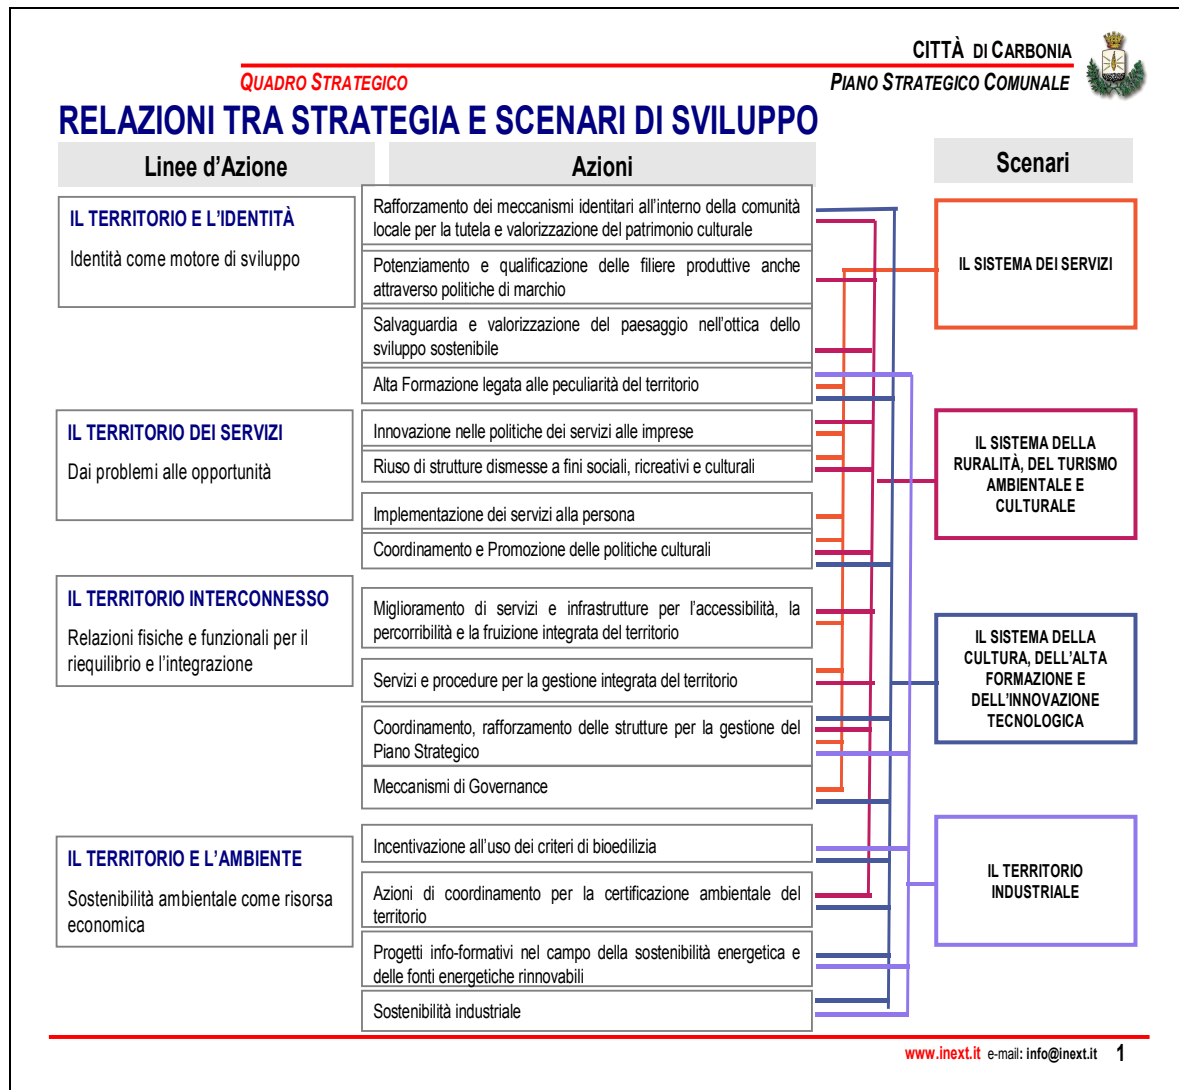 CITTÀ DI CARBONIA
QUADRO STRATEGICO
PIANO STRATEGICO COMUNALE
RELAZIONI TRA STRATEGIA E SCENARI DI SVILUPPO
Linee d'Azione
Azioni
Scenari
IL TERRITORIO E L'IDENTITÀ
Identità come motore di sviluppo
Rafforzamento dei meccanismi identitari all'interno della comunità
locale per la tutela e valorizzazione del patrimonio culturale
Potenziamento e qualificazione delle filiere produttive anche
attraverso politiche di marchio
Salvaguardia e valorizzazione del paesaggio nell'ottica dello
sviluppo sostenibile
Alta Formazione legata alle peculiarità del territorio
IL TERRITORIO DEI SERVIZI
Dai problemi alle opportunità
Innovazione nelle politiche dei servizi alle imprese
Riuso di strutture dismesse a fini sociali, ricreativi e culturali
Implementazione dei servizi alla persona
Coordinamento e Promozione delle politiche culturali
IL TERRITORIO INTERCONNESSO
Relazioni fisiche e funzionali per il
riequilibrio e l'integrazione
Miglioramento di servizi e infrastrutture per l'accessibilità, la
percorribilità e la fruizione integrata del territorio
Servizi e procedure per la gestione integrata del territorio
Coordinamento, rafforzamento delle strutture per la gestione del
Piano Strategico
Meccanismi di Governance
IL TERRITORIO E L'AMBIENTE
Sostenibilità ambientale come risorsa
economica
Incentivazione all'uso dei criteri di bioedilizia
Azioni di coordinamento per la certificazione ambientale del
territorio
Progetti info-formativi nel campo della sostenibilità energetica e
delle fonti energetiche rinnovabili
Sostenibilità industriale
IL SISTEMA DEI SERVIZI
IL SISTEMA DELLA
RURALITÀ, DEL TURISMO
AMBIENTALE E
CULTURALE
IL SISTEMA DELLA
CULTURA, DELL'ALTA
FORMAZIONE E
DELL'INNOVAZIONE
TECNOLOGICA
IL TERRITORIO
INDUSTRIALE
www.inext.it e-mail: info@inext.it 1